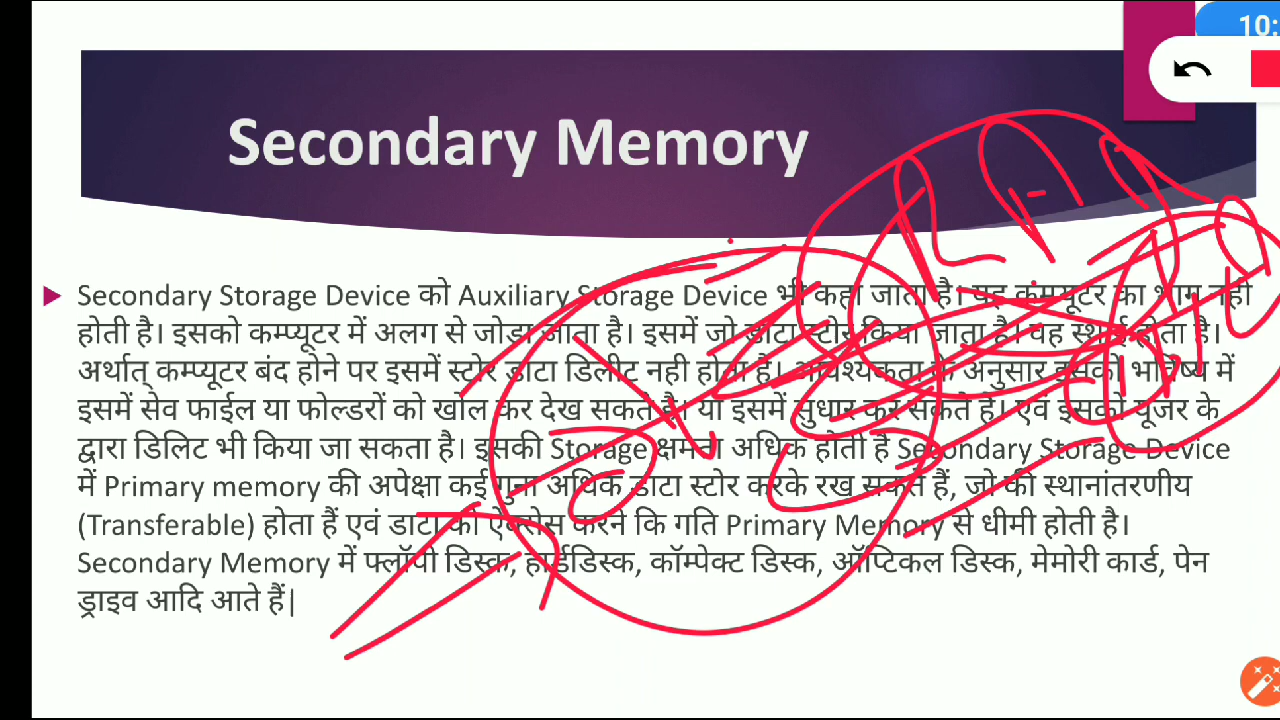 10:
Secondary Memory
Secondary Storage Device को Auxiliary Storage Device भी कहा जाता है। यह कंम्यूटर का भाग नही
होती है। इसको कम्प्यूटर में अलग से जोडा जाता है। इसमें जो डाटा स्टोर किया जाता है। वह स्थाई होता है।
अर्थात् कम्प्यूटर बंद होने पर इसमें स्टोर डाटा डिलीट नही होता है। आवश्यकता के अनुसार इसको भविष्य में
इसमें सेव फाईल या फोल्डरों को खोल कर देख सकते है। या इसमें सुधार कर सकते है। एवं इसको यूजर के
द्वारा डिलिट भी किया जा सकता है। इसकी Storage क्षमता अधिक होती है Secondary Storage Device
में Primary memory की अपेक्षा कई गुना अधिक डाटा स्टोर करके रख सकते हैं, जो की स्थानांतरणीय
(Transferable) होता हैं एवं डाटा को ऐक्सेस करने कि गति Primary Memory से धीमी होती है।
Secondary Memory में फ्लॉपी डिस्क, हार्डडिस्क, कॉम्पेक्ट डिस्क, ऑप्टिकल डिस्क, मेमोरी कार्ड, पेन
ड्राइव आदि आते हैं|